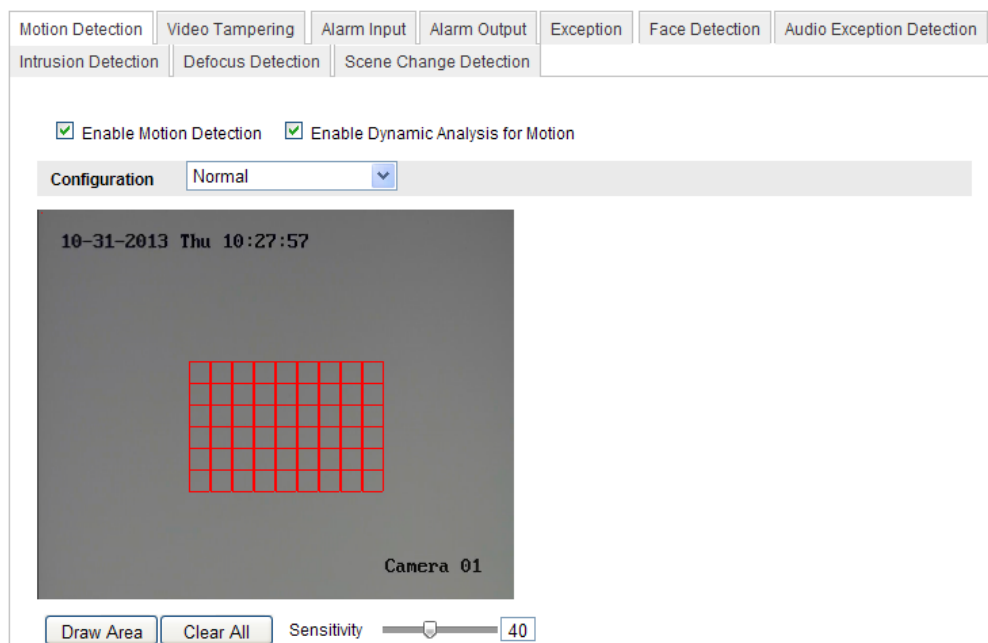 Motion Detection Video Tampering Alarm Input Alarm Output Exception Face Detection Audio Exception Detection
Intrusion Detection Defocus Detection Scene Change Detection
Enable Motion Detection Enable Dynamic Analysis for Motion
Configuration Normal
10-31-2013 Thu 10:27:57
Camera 01
Draw Area Clear All Sensitivity 40